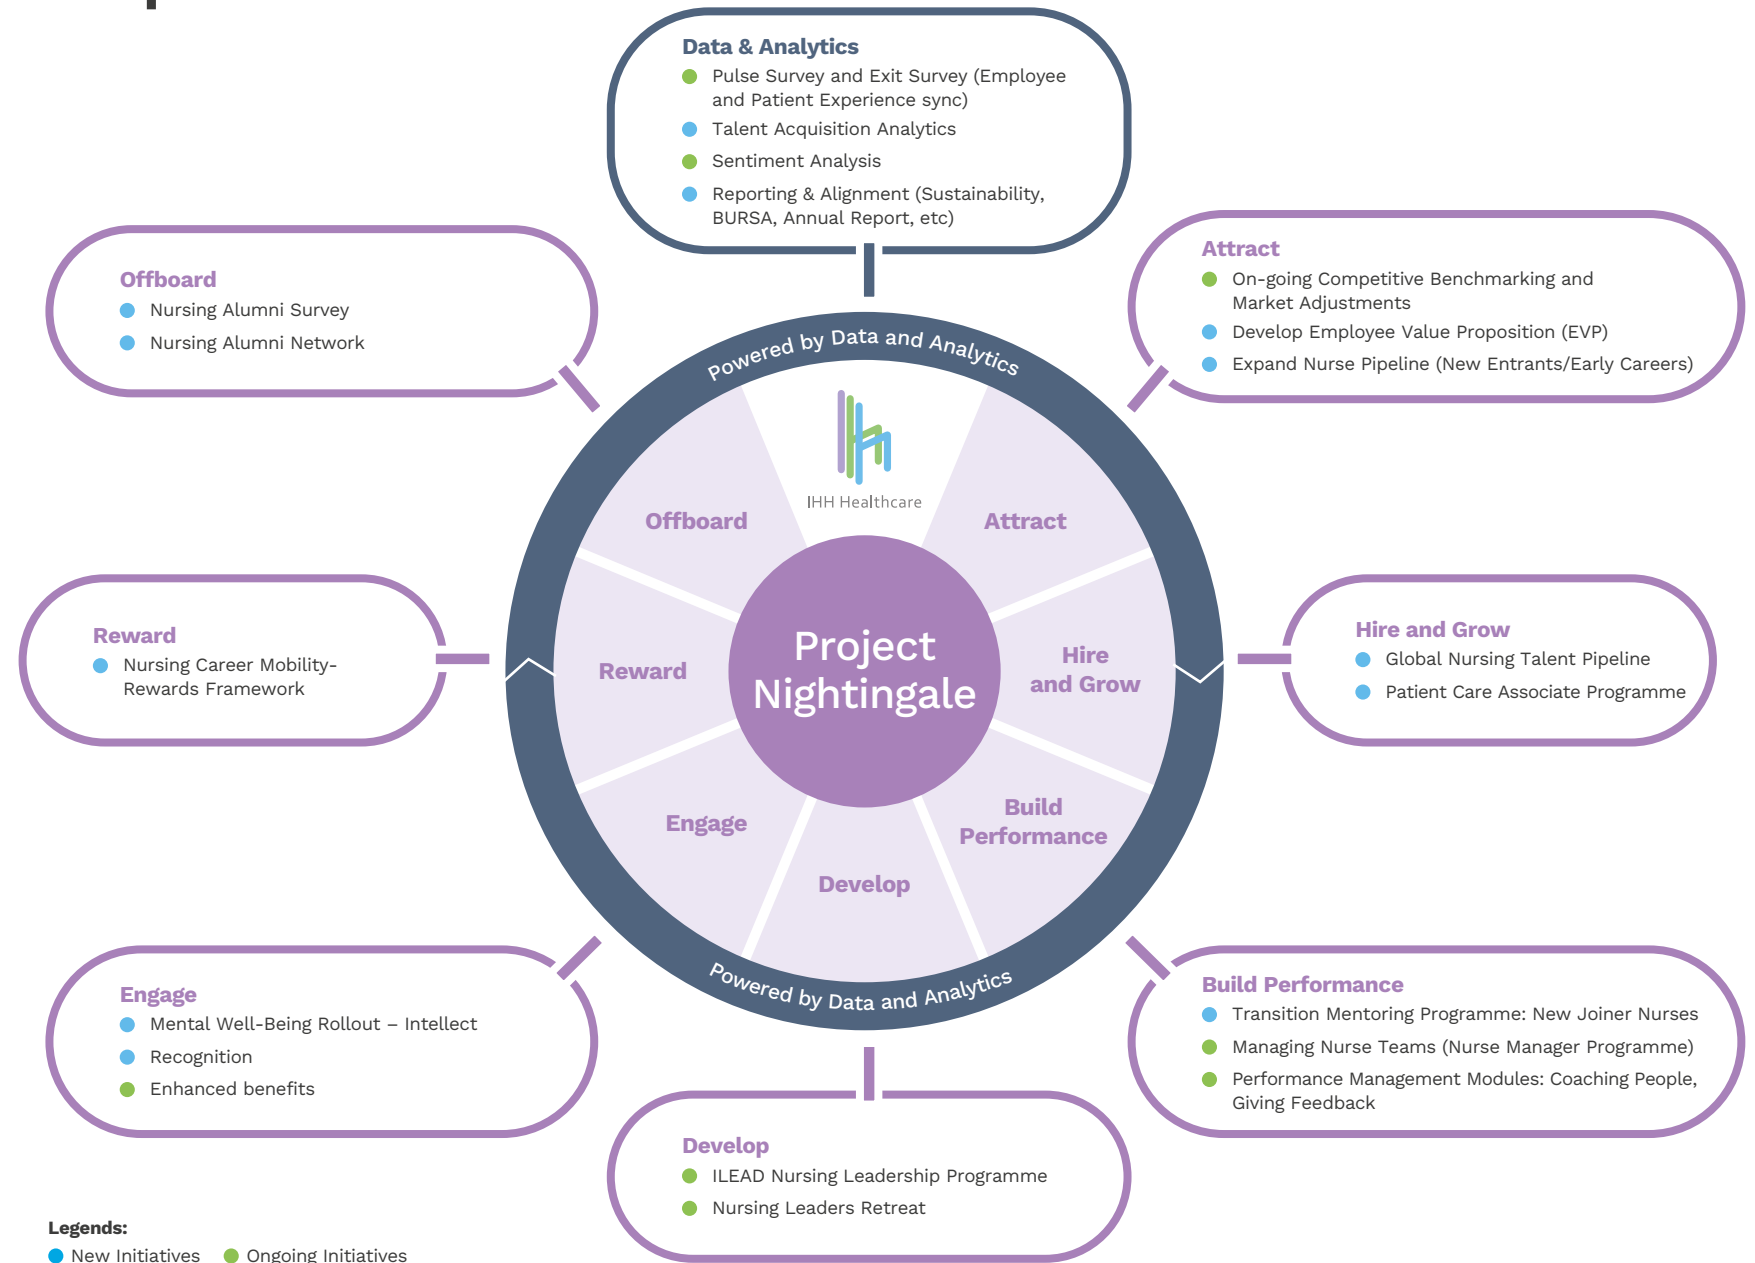 Data & Analytics
Pulse Survey and Exit Survey (Employee
and Patient Experience sync)
Talent Acquisition Analytics
Sentiment Analysis
Reporting & Alignment (Sustainability,
BURSA, Annual Report, etc)
Offboard
Nursing Alumni Survey
Nursing Alumni Network
Attract
On-going Competitive Benchmarking and
Market Adjustments
Develop Employee Value Proposition (EVP)
Expand Nurse Pipeline (New Entrants/Early Careers)
Powered by Data and Analytics
IHH Healthcare
Offboard
Attract
Reward
Hire
and Grow
Project
Nightingale
Engage
Build
Performance
Develop
Powered by Data and Analytics
Reward
Nursing Career Mobility-
Rewards Framework
Hire and Grow
Global Nursing Talent Pipeline
Patient Care Associate Programme
Engage
Mental Well-Being Rollout – Intellect
Recognition
Enhanced benefits
Build Performance
Transition Mentoring Programme: New Joiner Nurses
Managing Nurse Teams (Nurse Manager Programme)
Performance Management Modules: Coaching People,
Giving Feedback
Develop
ILEAD Nursing Leadership Programme
Nursing Leaders Retreat
Legends:
New Initiatives
Ongoing Initiatives